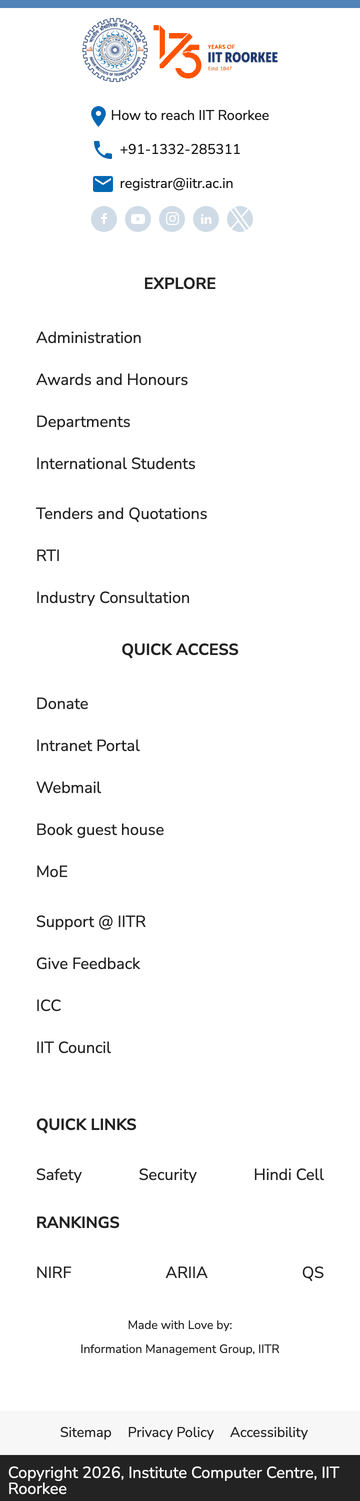 175
YEARS OF
IIT ROORKEE
Estd. 1847
How to reach IIT Roorkee
+91-1332-285311
registrar@iitr.ac.in
EXPLORE
Administration
Awards and Honours
Departments
International Students
Tenders and Quotations
RTI
Industry Consultation
QUICK ACCESS
Donate
Intranet Portal
Webmail
Book guest house
MoE
Support @ IITR
Give Feedback
ICC
IIT Council
QUICK LINKS
Safety Security Hindi Cell
RANKINGS
NIRF ARIIA QS
Made with Love by:
Information Management Group, IITR
Sitemap Privacy Policy Accessibility
Copyright 2026, Institute Computer Centre, IIT
Roorkee